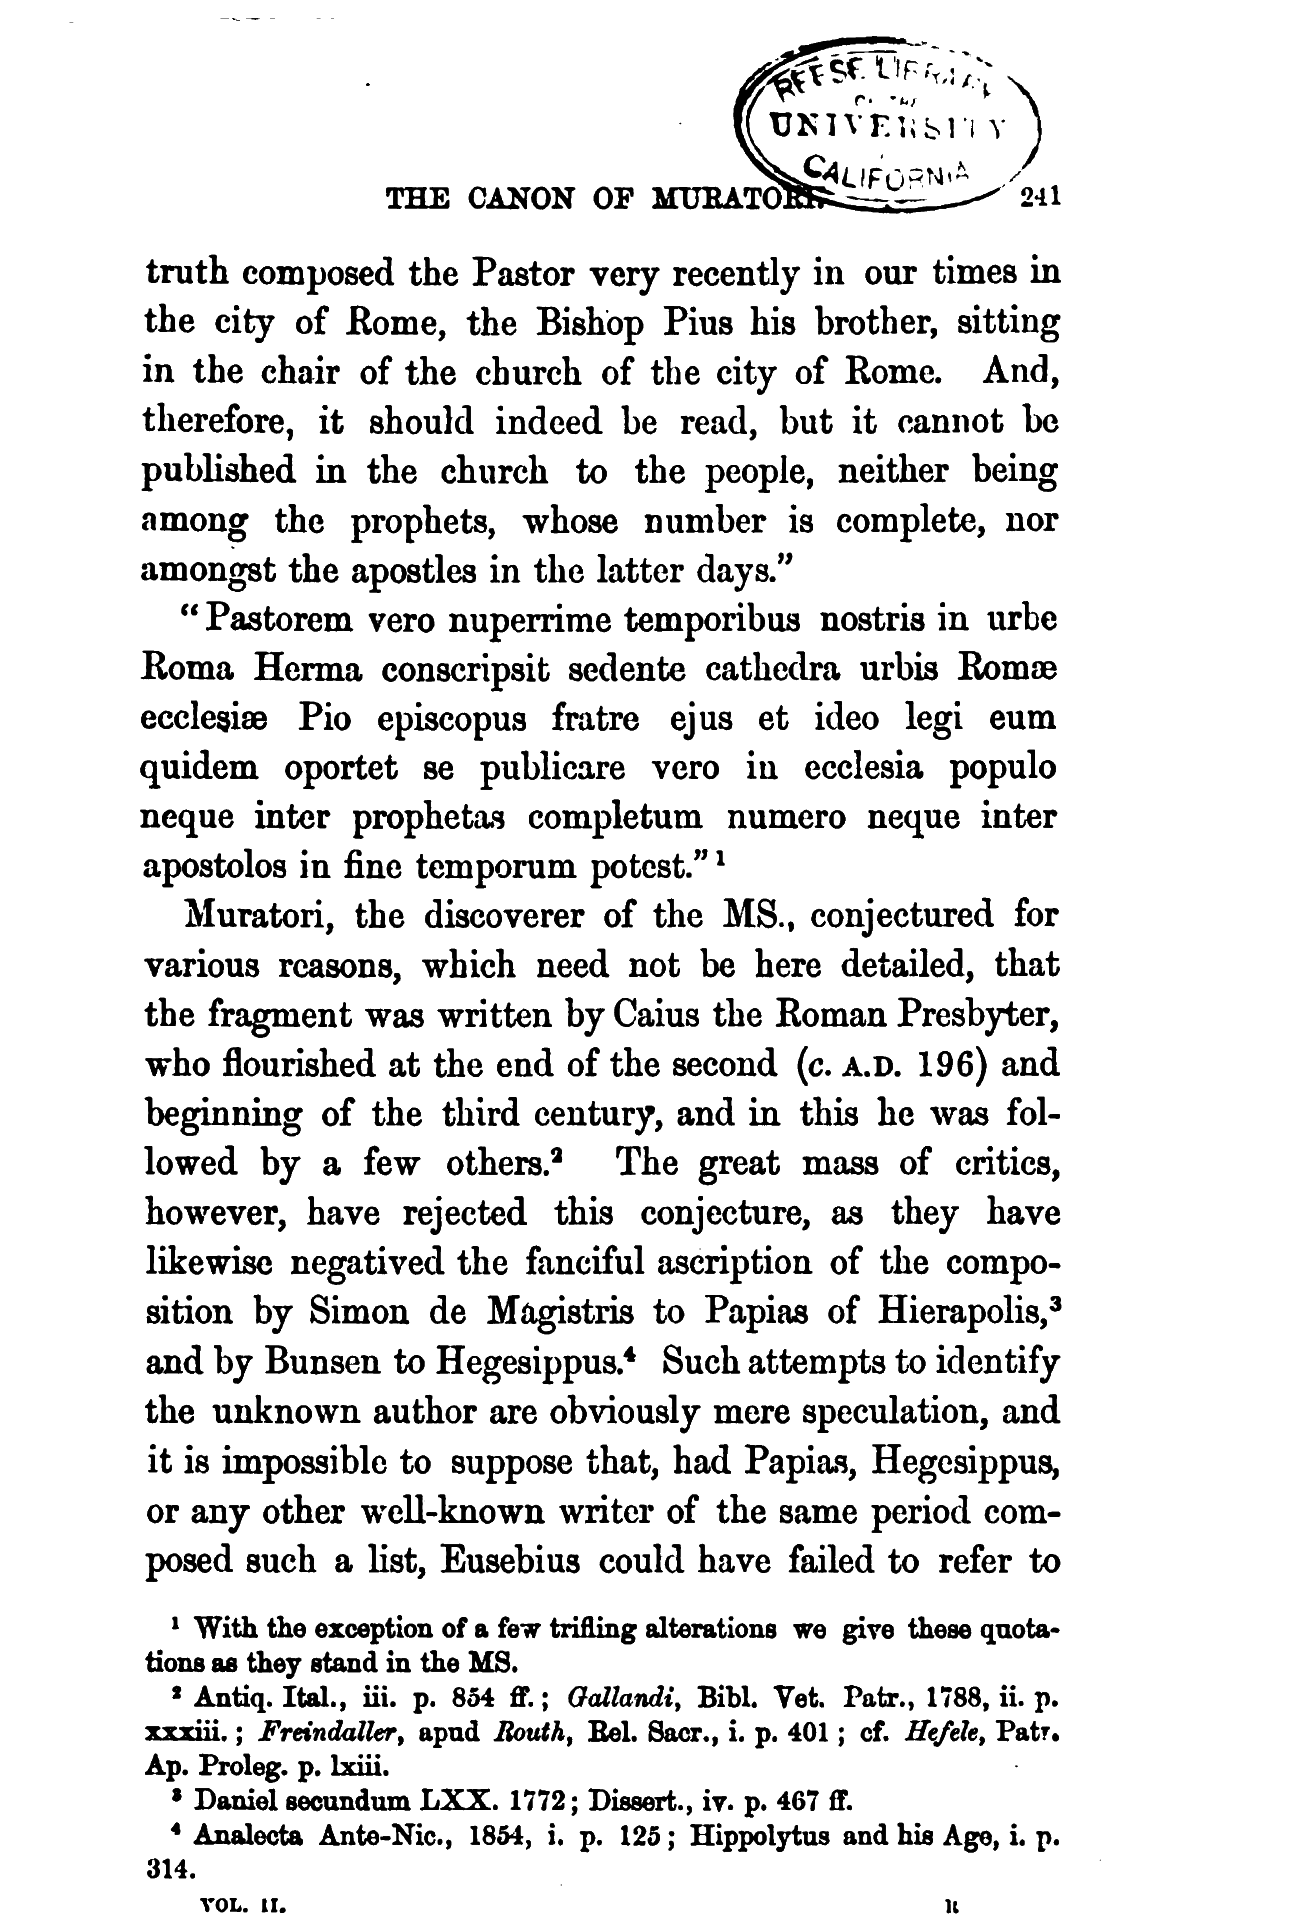 REESE LIBRARY
OF THE
UNIVERSITY
CALIFORNIA
THE CANON OF MURATORI. 241
truth composed the Pastor very recently in our times in
the city of Rome, the Bishop Pius his brother, sitting
in the chair of the church of the city of Rome. And,
therefore, it should indeed be read, but it cannot be
published in the church to the people, neither being
among the prophets, whose number is complete, nor
amongst the apostles in the latter days.”
“Pastorem vero nuperrime temporibus nostris in urbe
Roma Herma conscripsit sedente cathedra urbis Romæ
ecclesiæ Pio episcopus fratre ejus et ideo legi eum
quidem oportet se publicare vero in ecclesia populo
neque inter prophetas completum numero neque inter
apostolos in fine temporum potest.”¹
Muratori, the discoverer of the MS., conjectured for
various reasons, which need not be here detailed, that
the fragment was written by Caius the Roman Presbyter,
who flourished at the end of the second (c. A.D. 196) and
beginning of the third century, and in this he was fol-
lowed by a few others.² The great mass of critics,
however, have rejected this conjecture, as they have
likewise negatived the fanciful ascription of the compo-
sition by Simon de Magistris to Papias of Hierapolis,³
and by Bunsen to Hegesippus.⁴ Such attempts to identify
the unknown author are obviously mere speculation, and
it is impossible to suppose that, had Papias, Hegesippus,
or any other well-known writer of the same period com-
posed such a list, Eusebius could have failed to refer to
¹ With the exception of a few trifling alterations we give these quota-
tions as they stand in the MS.
² Antiq. Ital., iii. p. 854 ff.; Gallandi, Bibl. Vet. Patr., 1788, ii. p.
xxxiii.; Freindaller, apud Routh, Rel. Sacr., i. p. 401; cf. Hefele, Patr.
Ap. Proleg. p. lxiii.
³ Daniel secundum LXX. 1772; Dissert., iv. p. 467 ff.
⁴ Analecta Ante-Nic., 1854, i. p. 125; Hippolytus and his Age, i. p.
314.
VOL. II. R